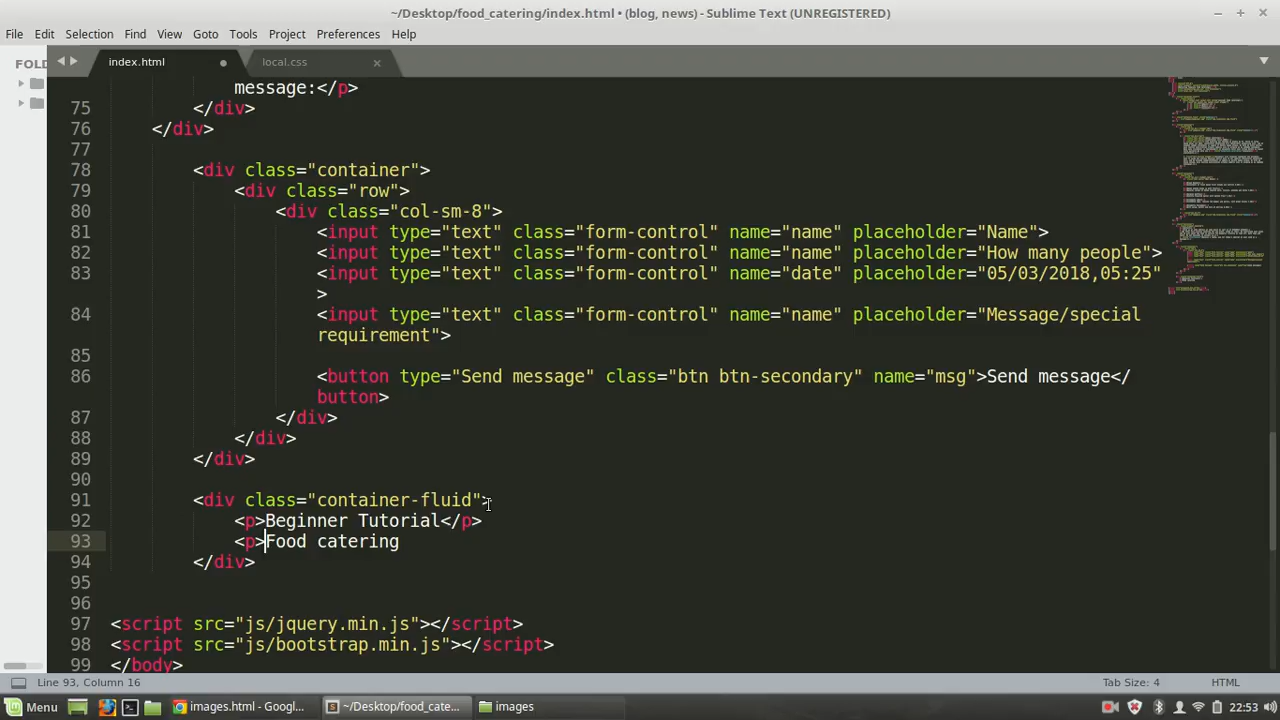 ~/Desktop/food_catering/index.html • (blog, news) - Sublime Text (UNREGISTERED)
File Edit Selection Find View Goto Tools Project Preferences Help
FOLD
index.html
local.css
message:</p>
75 </div>
76 </div>
77
78 <div class="container">
79 <div class="row">
80 <div class="col-sm-8">
81 <input type="text" class="form-control" name="name" placeholder="Name">
82 <input type="text" class="form-control" name="name" placeholder="How many people">
83 <input type="text" class="form-control" name="date" placeholder="05/03/2018,05:25"
>
84 <input type="text" class="form-control" name="name" placeholder="Message/special
requirement">
85
86 <button type="Send message" class="btn btn-secondary" name="msg">Send message</
button>
87 </div>
88 </div>
89 </div>
90
91 <div class="container-fluid">
92 <p>Beginner Tutorial</p>
93 <p>Food catering
94 </div>
95
96
97 <script src="js/jquery.min.js"></script>
98 <script src="js/bootstrap.min.js"></script>
99 </body>
Line 93, Column 16
Tab Size: 4
HTML
Menu
images.html - Googl...
~/Desktop/food_cate...
images
22:53